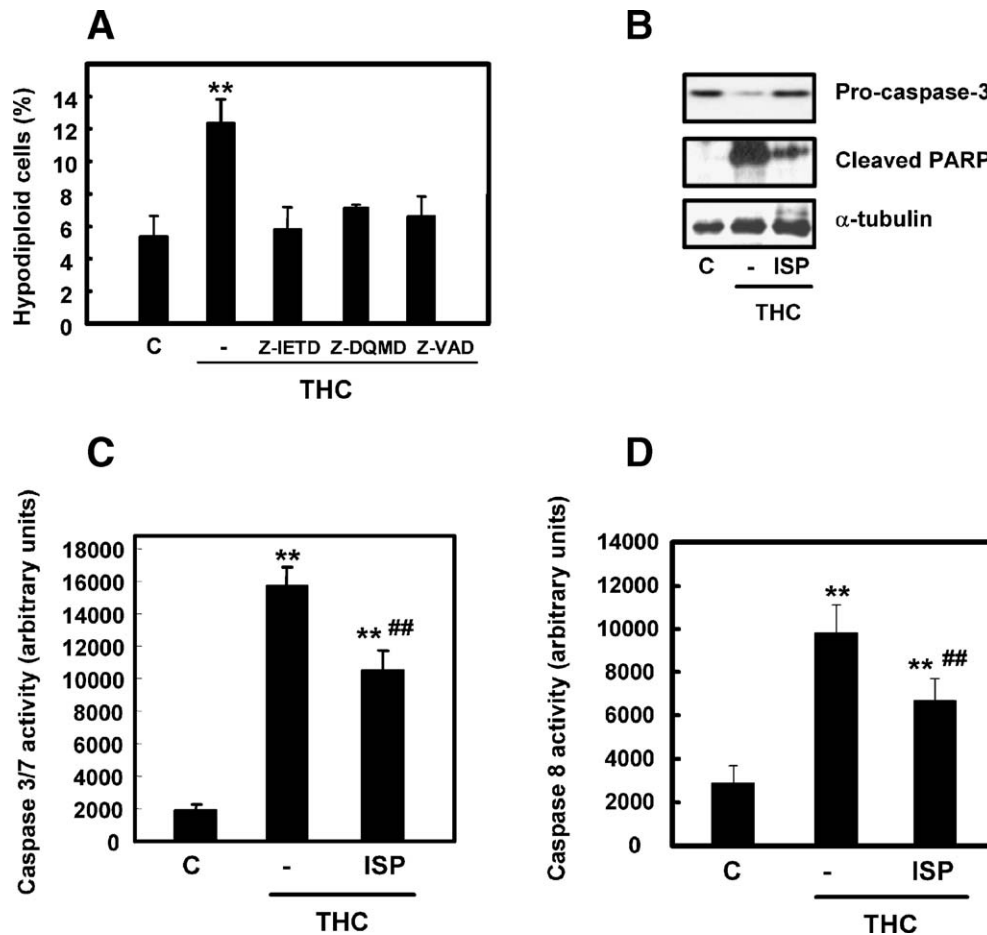 A
Hypodiploid cells (%)
14
12
10
8
6
4
2
0
**
C
-
Z-IETD
Z-DQMD
Z-VAD
THC
B
Pro-caspase-3
Cleaved PARP
α-tubulin
C
-
ISP
THC
C
Caspase 3/7 activity (arbitrary units)
18000
16000
14000
12000
10000
8000
6000
4000
2000
0
**
** ##
C
-
ISP
THC
D
Caspase 8 activity (arbitrary units)
14000
12000
10000
8000
6000
4000
2000
0
**
** ##
C
-
ISP
THC